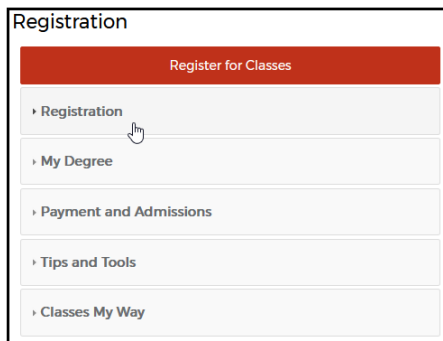 Registration
Register for Classes
Registration
My Degree
Payment and Admissions
Tips and Tools
Classes My Way